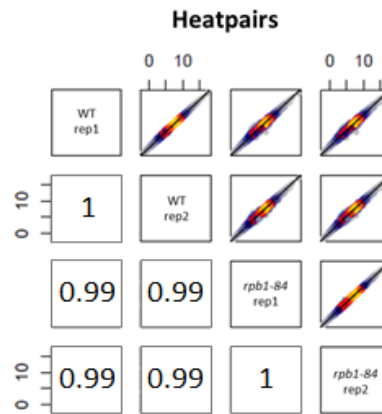 Heatpairs
0 10 0 10
WT
rep1
0 10
1
WT
rep2
0.99 0.99
rpb1-84
rep1
0 10
0.99 0.99 1
rpb1-84
rep2